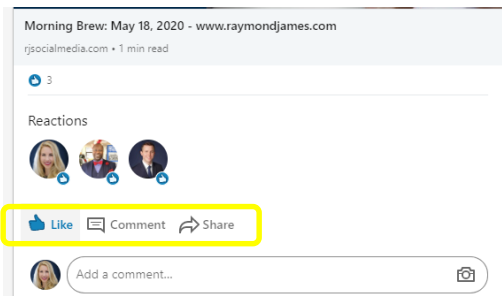 Morning Brew: May 18, 2020 - www.raymondjames.com
rjsocialmedia.com • 1 min read
3
Reactions
Like Comment Share
Add a comment...